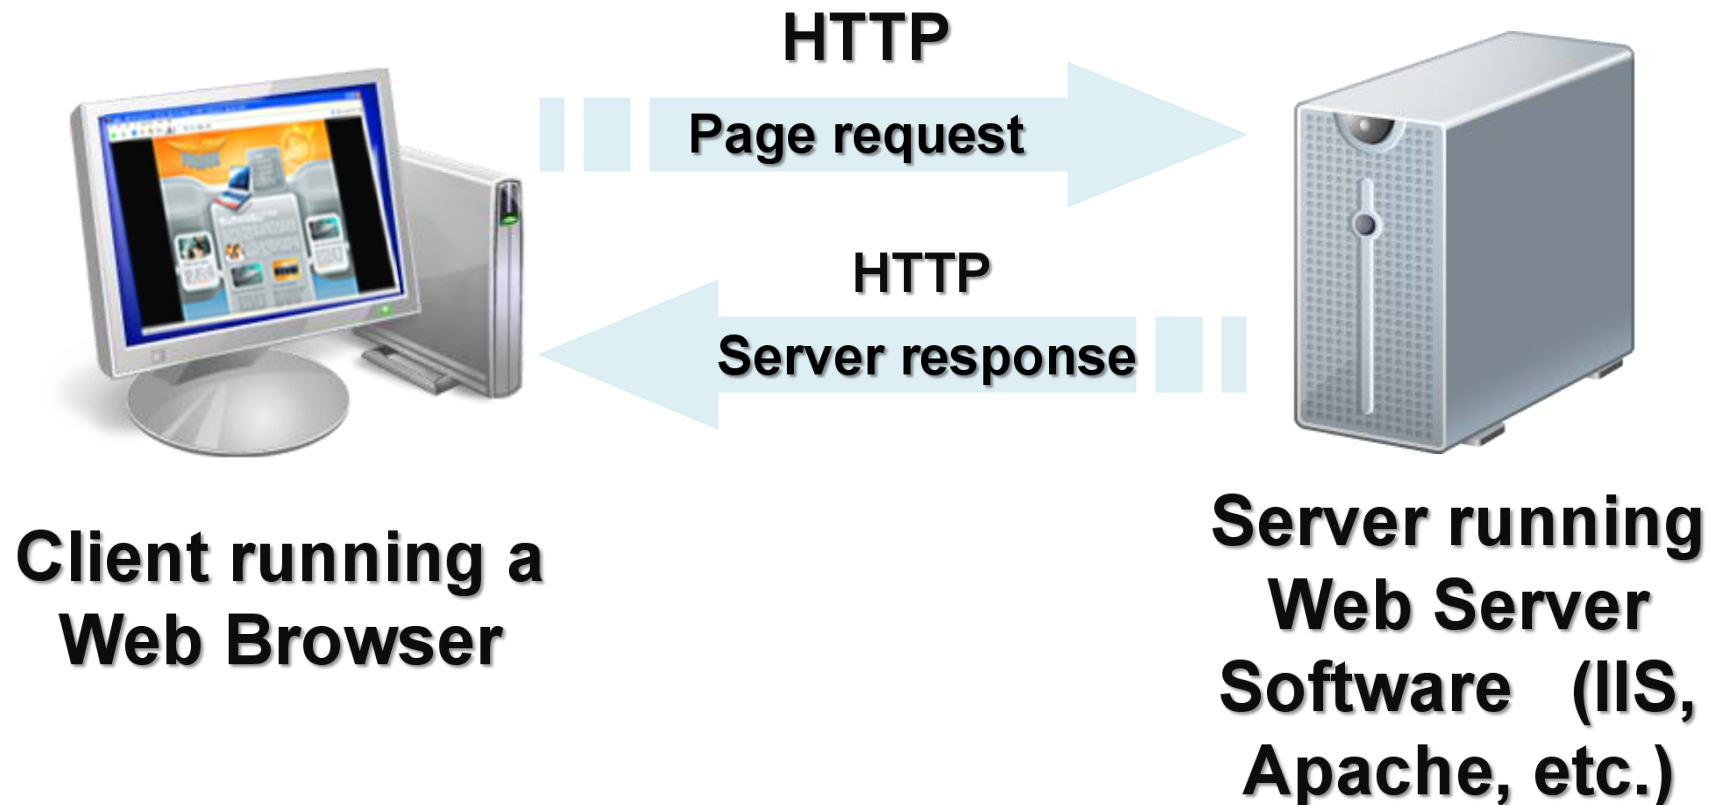 HTTP
Page request
HTTP
Server response
Client running a
Web Browser
Server running
Web Server
Software (IIS,
Apache, etc.)